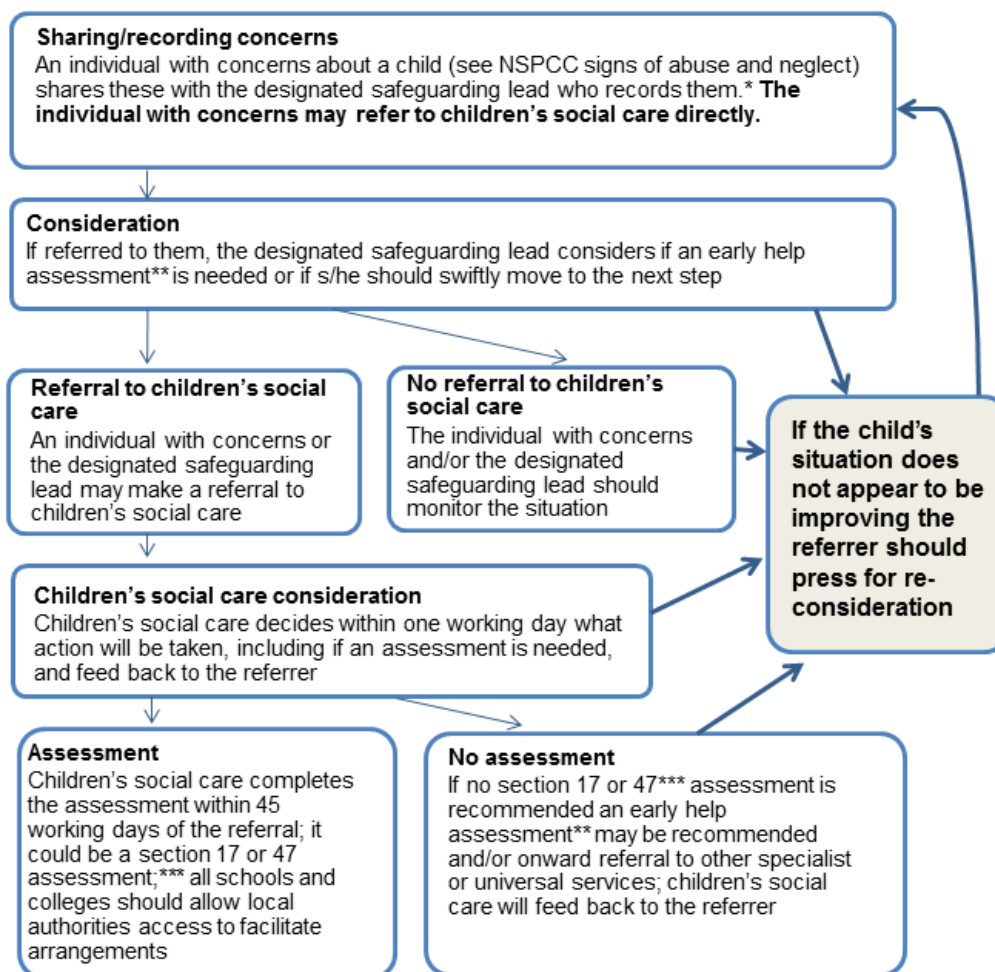 Sharing/recording concerns
An individual with concerns about a child (see NSPCC signs of abuse and neglect)
shares these with the designated safeguarding lead who records them.* The
individual with concerns may refer to children's social care directly.
Consideration
If referred to them, the designated safeguarding lead considers if an early help
assessment** is needed or if s/he should swiftly move to the next step
Referral to children's social
care
An individual with concerns or
the designated safeguarding
lead may make a referral to
children's social care
No referral to children's
social care
The individual with concerns
and/or the designated
safeguarding lead should
monitor the situation
If the child's
situation does
not appear to be
improving the
referrer should
press for re-
consideration
Children's social care consideration
Children's social care decides within one working day what
action will be taken, including if an assessment is needed,
and feed back to the referrer
Assessment
Children's social care completes
the assessment within 45
working days of the referral; it
could be a section 17 or 47
assessment;*** all schools and
colleges should allow local
authorities access to facilitate
arrangements
No assessment
If no section 17 or 47*** assessment is
recommended an early help
assessment** may be recommended
and/or onward referral to other specialist
or universal services; children's social
care will feed back to the referrer